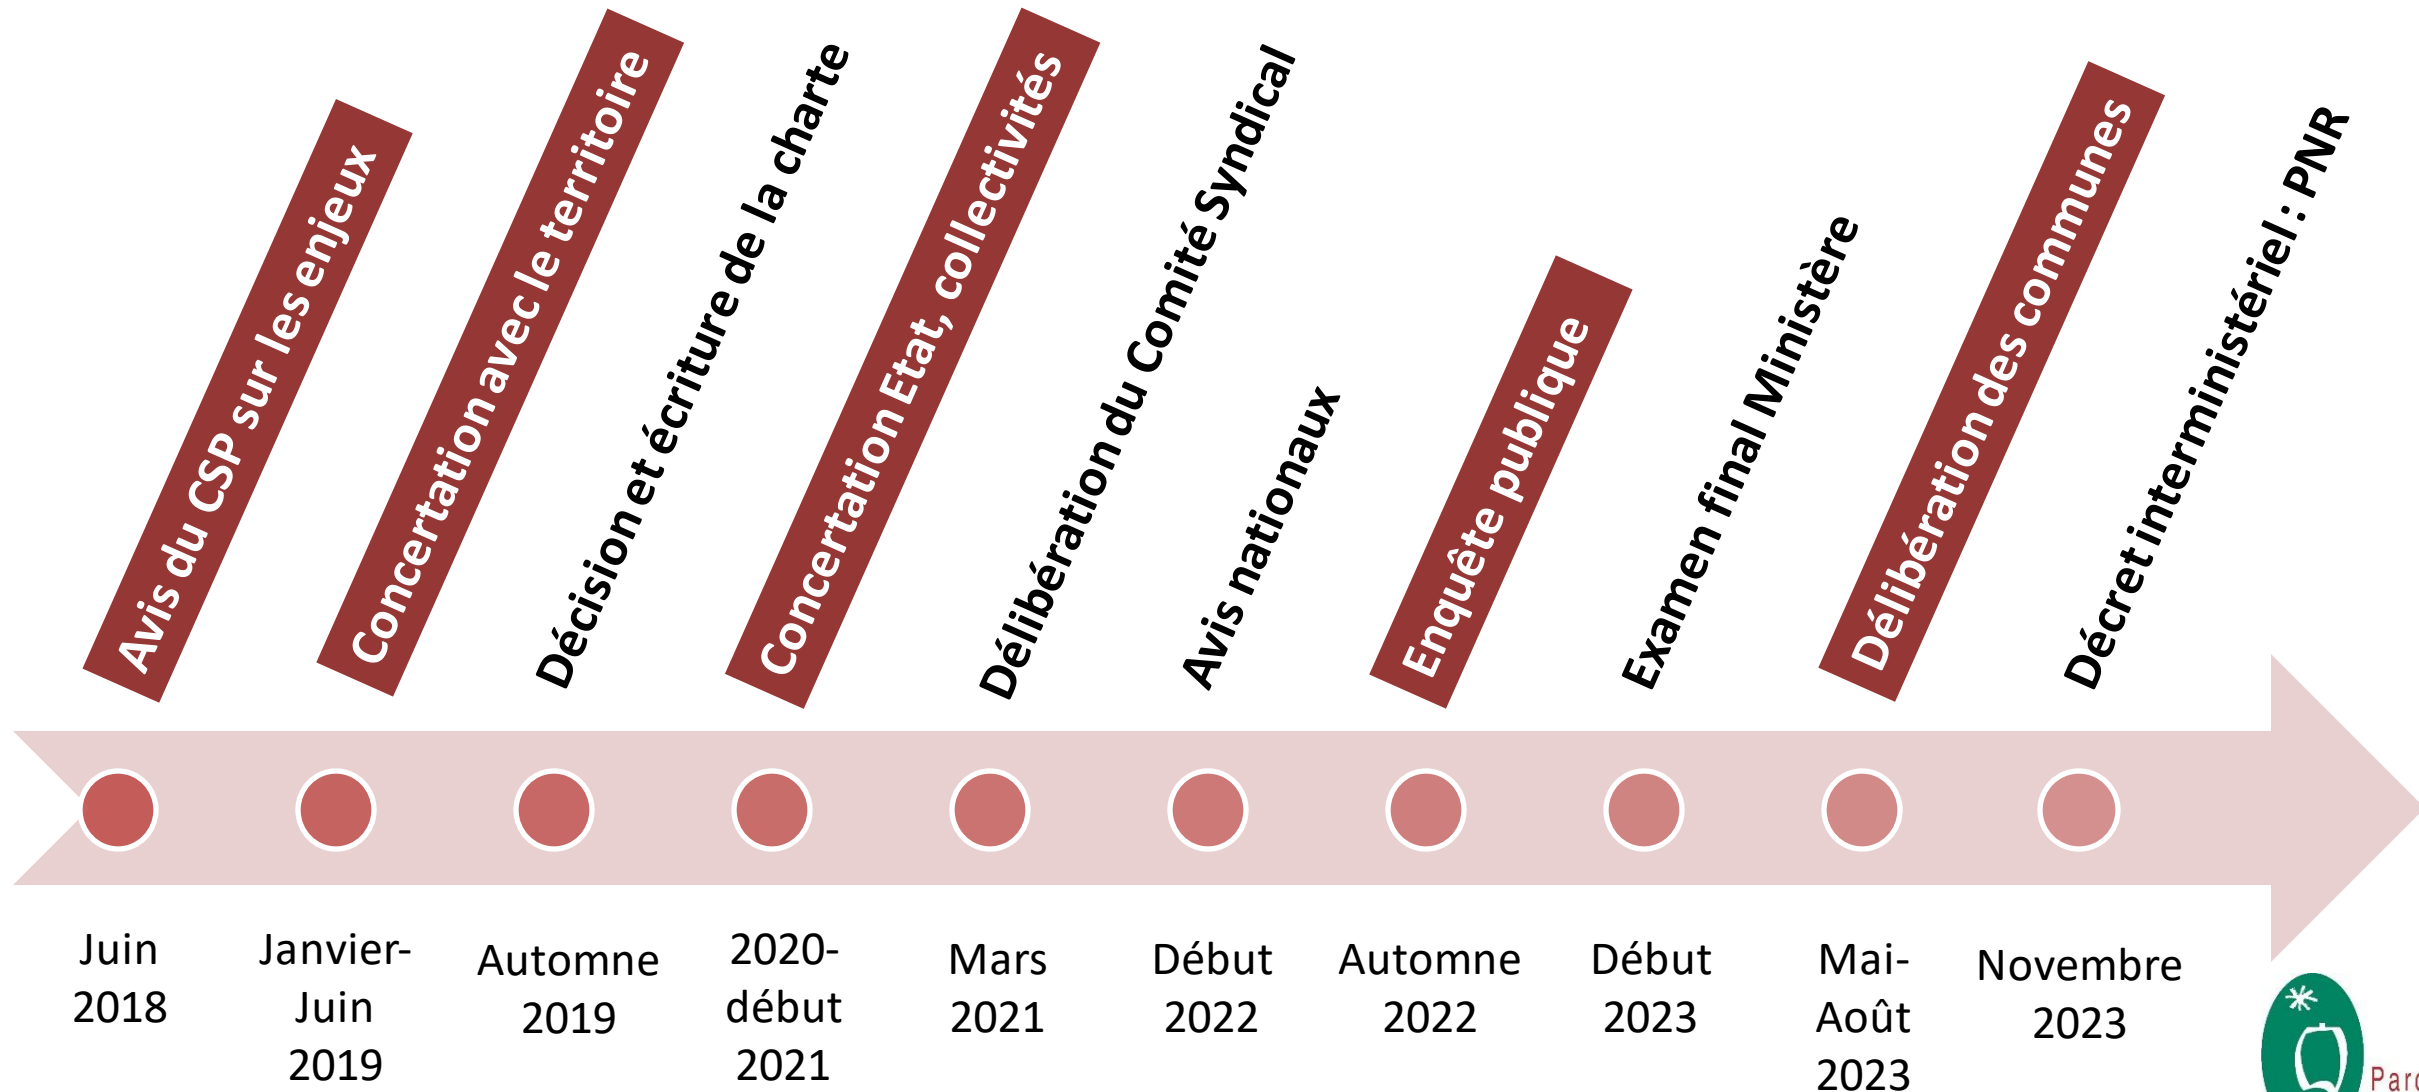 Avis du CSP sur les enjeux
Concertation avec le territoire
Décision et écriture de la charte
Concertation Etat, collectivités
Délibération du Comité Syndical
Avis nationaux
Enquête publique
Examen final Ministère
Délibération des communes
Décret interministériel : PNR
Juin
2018
Janvier-
Juin
2019
Automne
2019
2020-
début
2021
Mars
2021
Début
2022
Automne
2022
Début
2023
Mai-
Août
2023
Novembre
2023